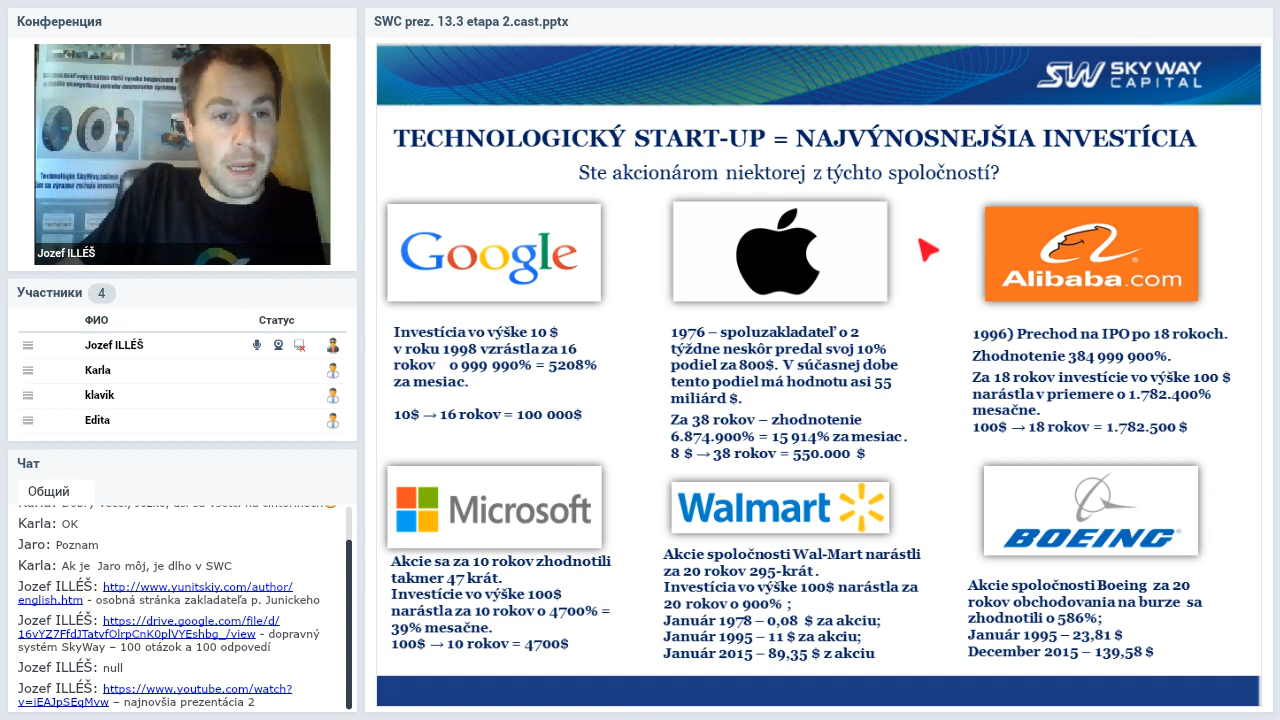 Конференция
Jozef ILLÉŠ
Участники 4
ФИО Статус
Jozef ILLÉŠ
Karla
klavik
Edita
Чат
Общий
Karla: OK
Jaro: Poznam
Karla: Ak je Jaro môj, je dlho v SWC
Jozef ILLÉŠ: http://www.yunitskiy.com/author/
english.htm - osobná stránka zakladateľa p. Junickeho
Jozef ILLÉŠ: https://drive.google.com/file/d/
16vYZ7FfdJTatvfOlrpCnK0plVYEshbg_/view - dopravný
systém SkyWay – 100 otázok a 100 odpovedí
Jozef ILLÉŠ: null
Jozef ILLÉŠ: https://www.youtube.com/watch?
v=iEAJpSEqMvw – najnovšia prezentácia 2
SWC prez. 13.3 etapa 2.cast.pptx
SW SKY WAY
CAPITAL
TECHNOLOGICKÝ START-UP = NAJVÝNOSNEJŠIA INVESTÍCIA
Ste akcionárom niektorej z týchto spoločností?
Google
Investícia vo výške 10 $
v roku 1998 vzrástla za 16
rokov o 999 990% = 5208%
za mesiac.
10$ → 16 rokov = 100 000$
1976 – spoluzakladateľ o 2
týždne neskôr predal svoj 10%
podiel za 800$. V súčasnej dobe
tento podiel má hodnotu asi 55
miliárd $.
Za 38 rokov – zhodnotenie
6.874.900% = 15 914% za mesiac.
8 $ → 38 rokov = 550.000 $
Alibaba.com
1996) Prechod na IPO po 18 rokoch.
Zhodnotenie 384 999 900%.
Za 18 rokov investície vo výške 100 $
narástla v priemere o 1.782.400%
mesačne.
100$ → 18 rokov = 1.782.500 $
Microsoft
Akcie sa za 10 rokov zhodnotili
takmer 47 krát.
Investície vo výške 100$
narástla za 10 rokov o 4700% =
39% mesačne.
100$ → 10 rokov = 4700$
Walmart
Akcie spoločnosti Wal-Mart narástli
za 20 rokov 295-krát.
Investícia vo výške 100$ narástla za
20 rokov o 900% ;
Január 1978 – 0,08 $ za akciu;
Január 1995 – 11 $ za akciu;
Január 2015 – 89,35 $ z akciu
BOEING
Akcie spoločnosti Boeing za 20
rokov obchodovania na burze sa
zhodnotili o 586%;
Január 1995 – 23,81 $
December 2015 – 139,58 $